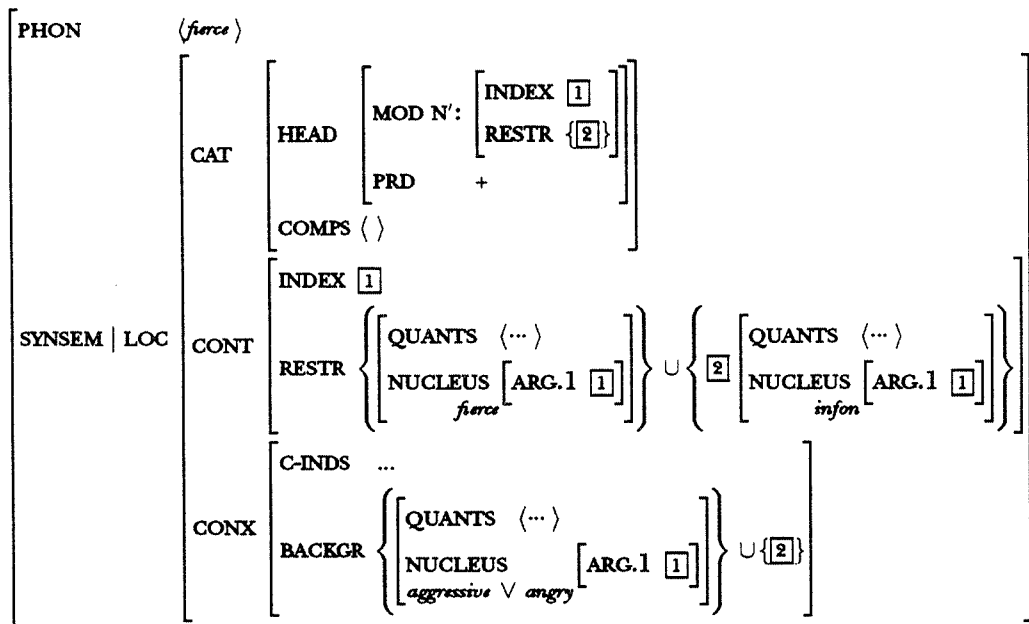 PHON ⟨fierce⟩
MOD N′: INDEX 1
RESTR {2}
HEAD
CAT
PRD +
COMPS ⟨ ⟩
INDEX 1
QUANTS ⟨···⟩ QUANTS ⟨···⟩
SYNSEM | LOC CONT RESTR ∪ 2
NUCLEUS [ARG.1 1] NUCLEUS [ARG.1 1]
fierce infon
C-INDS ...
QUANTS ⟨···⟩
CONX BACKGR ∪ {2}
NUCLEUS [ARG.1 1]
aggressive ∨ angry